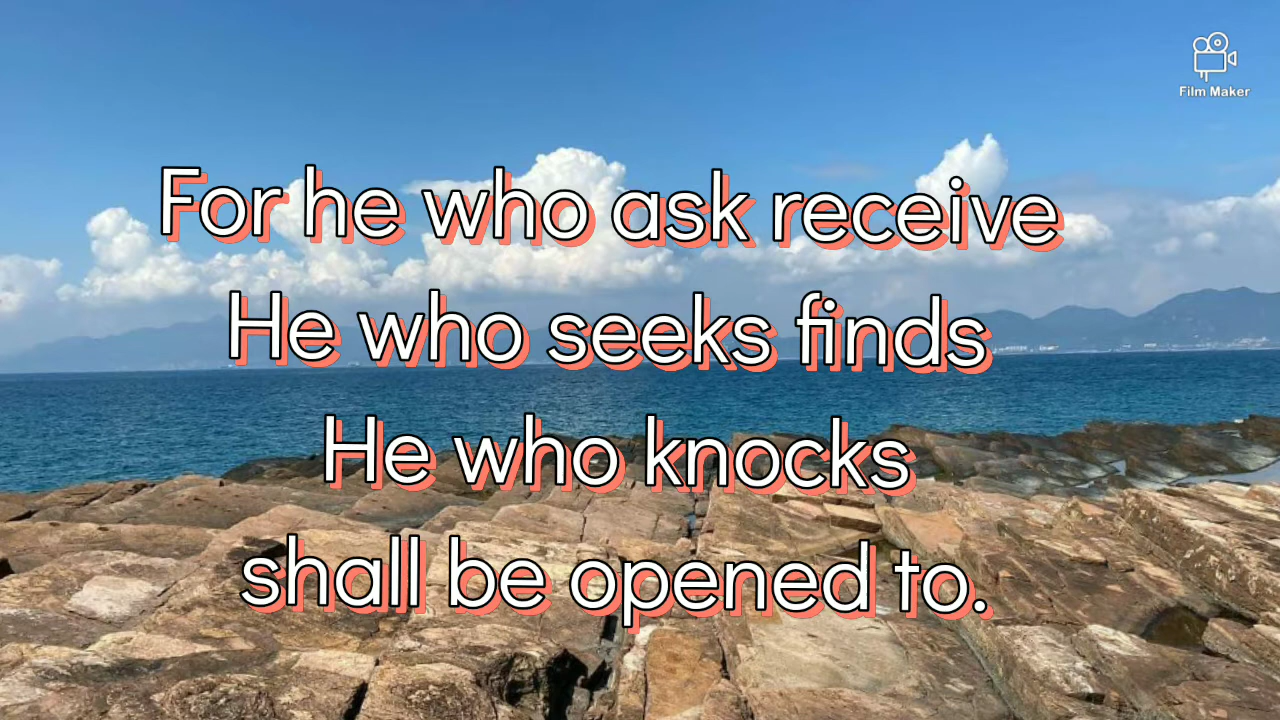 Film Maker
For he who ask receive
He who seeks finds
He who knocks
shall be opened to.